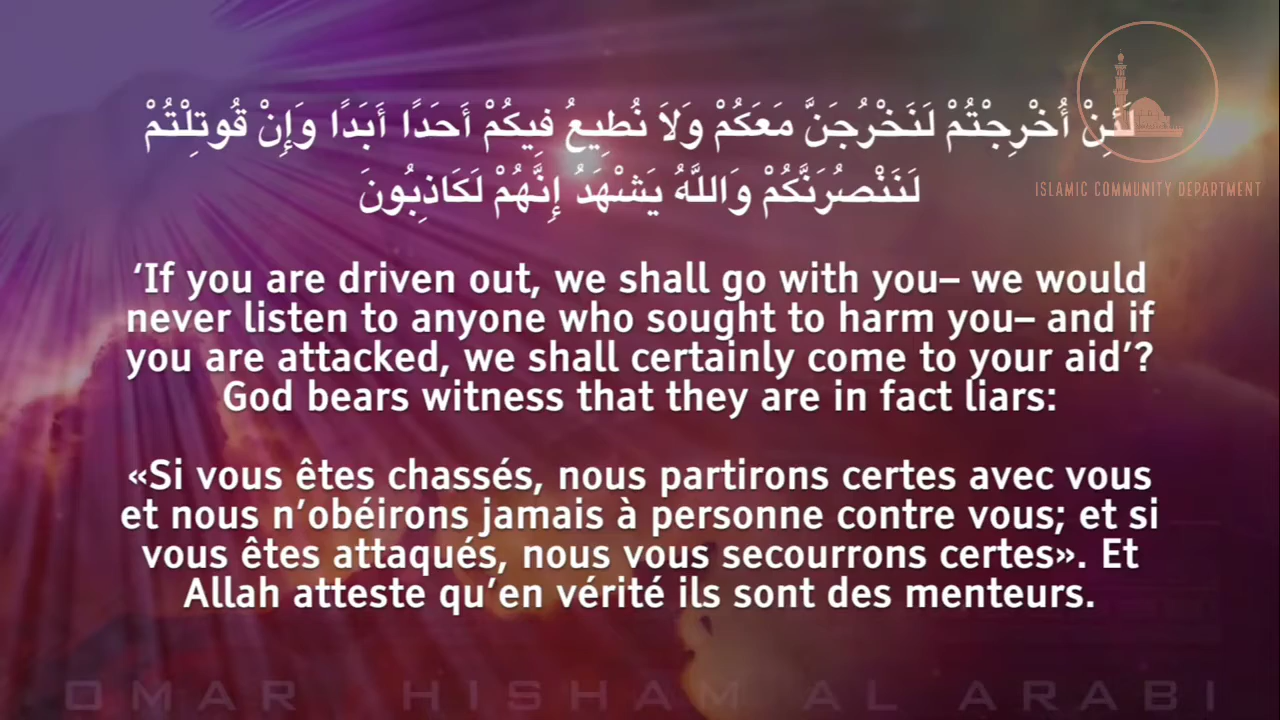 لَئِنْ أُخْرِجْتُمْ لَنَخْرُجَنَّ مَعَكُمْ وَلَا نُطِيعُ فِيكُمْ أَحَدًا أَبَدًا وَإِنْ قُوتِلْتُمْ
لَنَنْصُرَنَّكُمْ وَاللَّهُ يَشْهَدُ إِنَّهُمْ لَكَاذِبُونَ
ISLAMIC COMMUNITY DEPARTMENT
‘If you are driven out, we shall go with you– we would
never listen to anyone who sought to harm you– and if
you are attacked, we shall certainly come to your aid’?
God bears witness that they are in fact liars:
«Si vous êtes chassés, nous partirons certes avec vous
et nous n’obéirons jamais à personne contre vous; et si
vous êtes attaqués, nous vous secourrons certes». Et
Allah atteste qu’en vérité ils sont des menteurs.
OMAR HISHAM AL ARABI